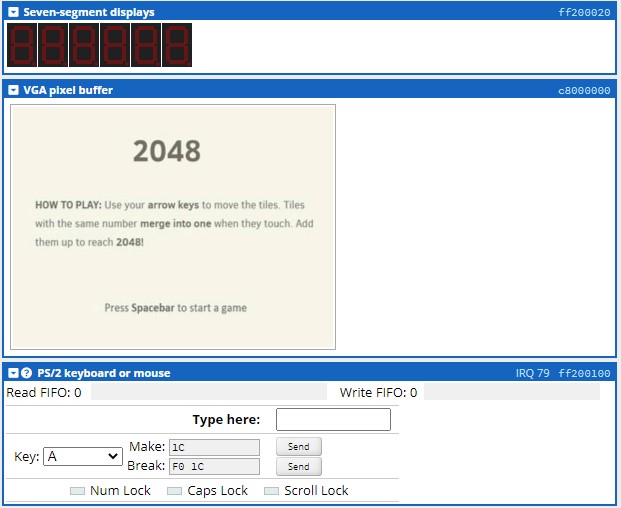 Seven-segment displays ff200020
VGA pixel buffer c8000000
2048
HOW TO PLAY: Use your arrow keys to move the tiles. Tiles
with the same number merge into one when they touch. Add
them up to reach 2048!
Press Spacebar to start a game
PS/2 keyboard or mouse IRQ 79 ff200100
Read FIFO: 0 Write FIFO: 0
Type here:
Key: A Make: 1C Send
Break: F0 1C Send
Num Lock Caps Lock Scroll Lock